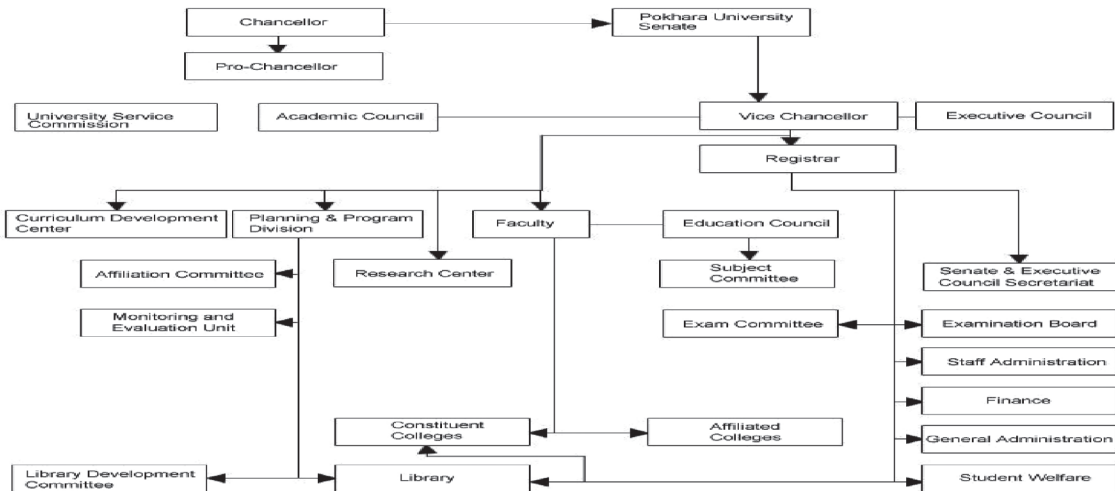 Chancellor
Pokhara University
Senate
Pro-Chancellor
University Service
Commission
Academic Council
Vice Chancellor
Executive Council
Registrar
Curriculum Development
Center
Planning & Program
Division
Faculty
Education Council
Affiliation Committee
Research Center
Subject
Committee
Senate & Executive
Council Secretariat
Monitoring and
Evaluation Unit
Exam Committee
Examination Board
Staff Administration
Finance
Constituent
Colleges
Affiliated
Colleges
General Administration
Library Development
Committee
Library
Student Welfare